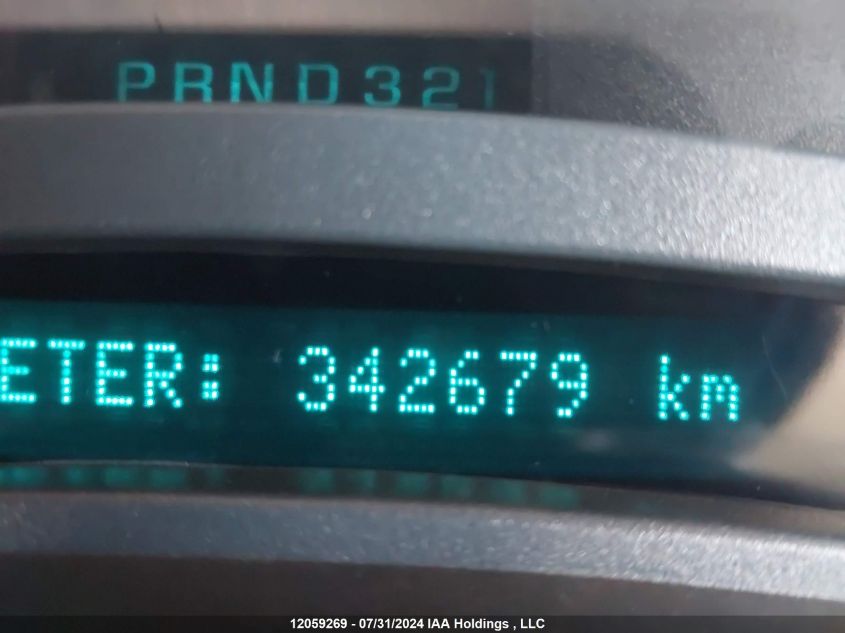 PRND321
ETER: 342679 km
12059269 - 07/31/2024 IAA Holdings , LLC